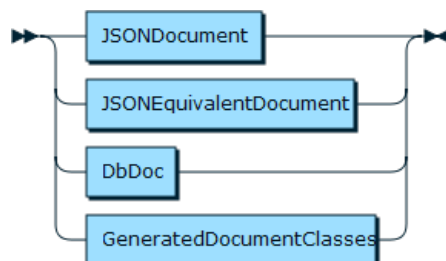 JSONDocument
JSONEquivalentDocument
DbDoc
GeneratedDocumentClasses